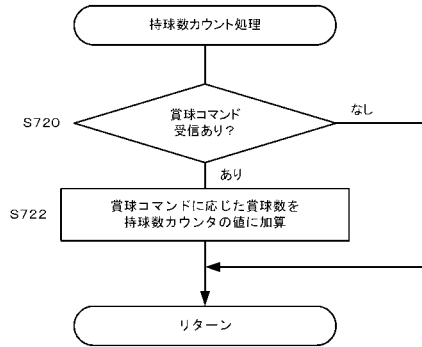 持球数カウント処理
S720
賞球コマンド
受信あり?
なし
あり
S722
賞球コマンドに応じた賞球数を
持球数カウンタの値に加算
リターン